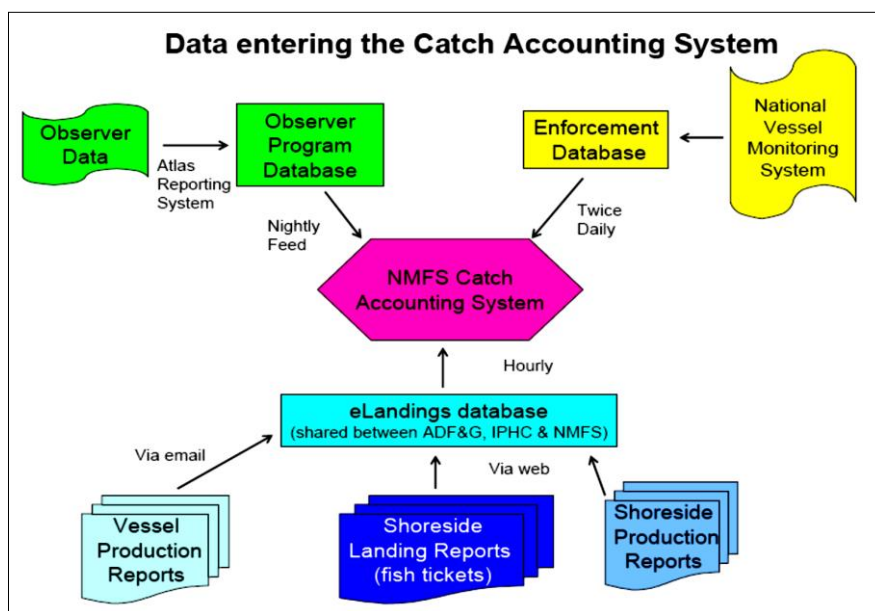 Data entering the Catch Accounting System
Observer
Data
Atlas
Reporting
System
Observer
Program
Database
Enforcement
Database
National
Vessel
Monitoring
System
Nightly
Feed
Twice
Daily
NMFS Catch
Accounting System
Hourly
eLandings database
(shared between ADF&G, IPHC & NMFS)
Via email
Via web
Vessel
Production
Reports
Shoreside
Landing Reports
(fish tickets)
Shoreside
Production
Reports